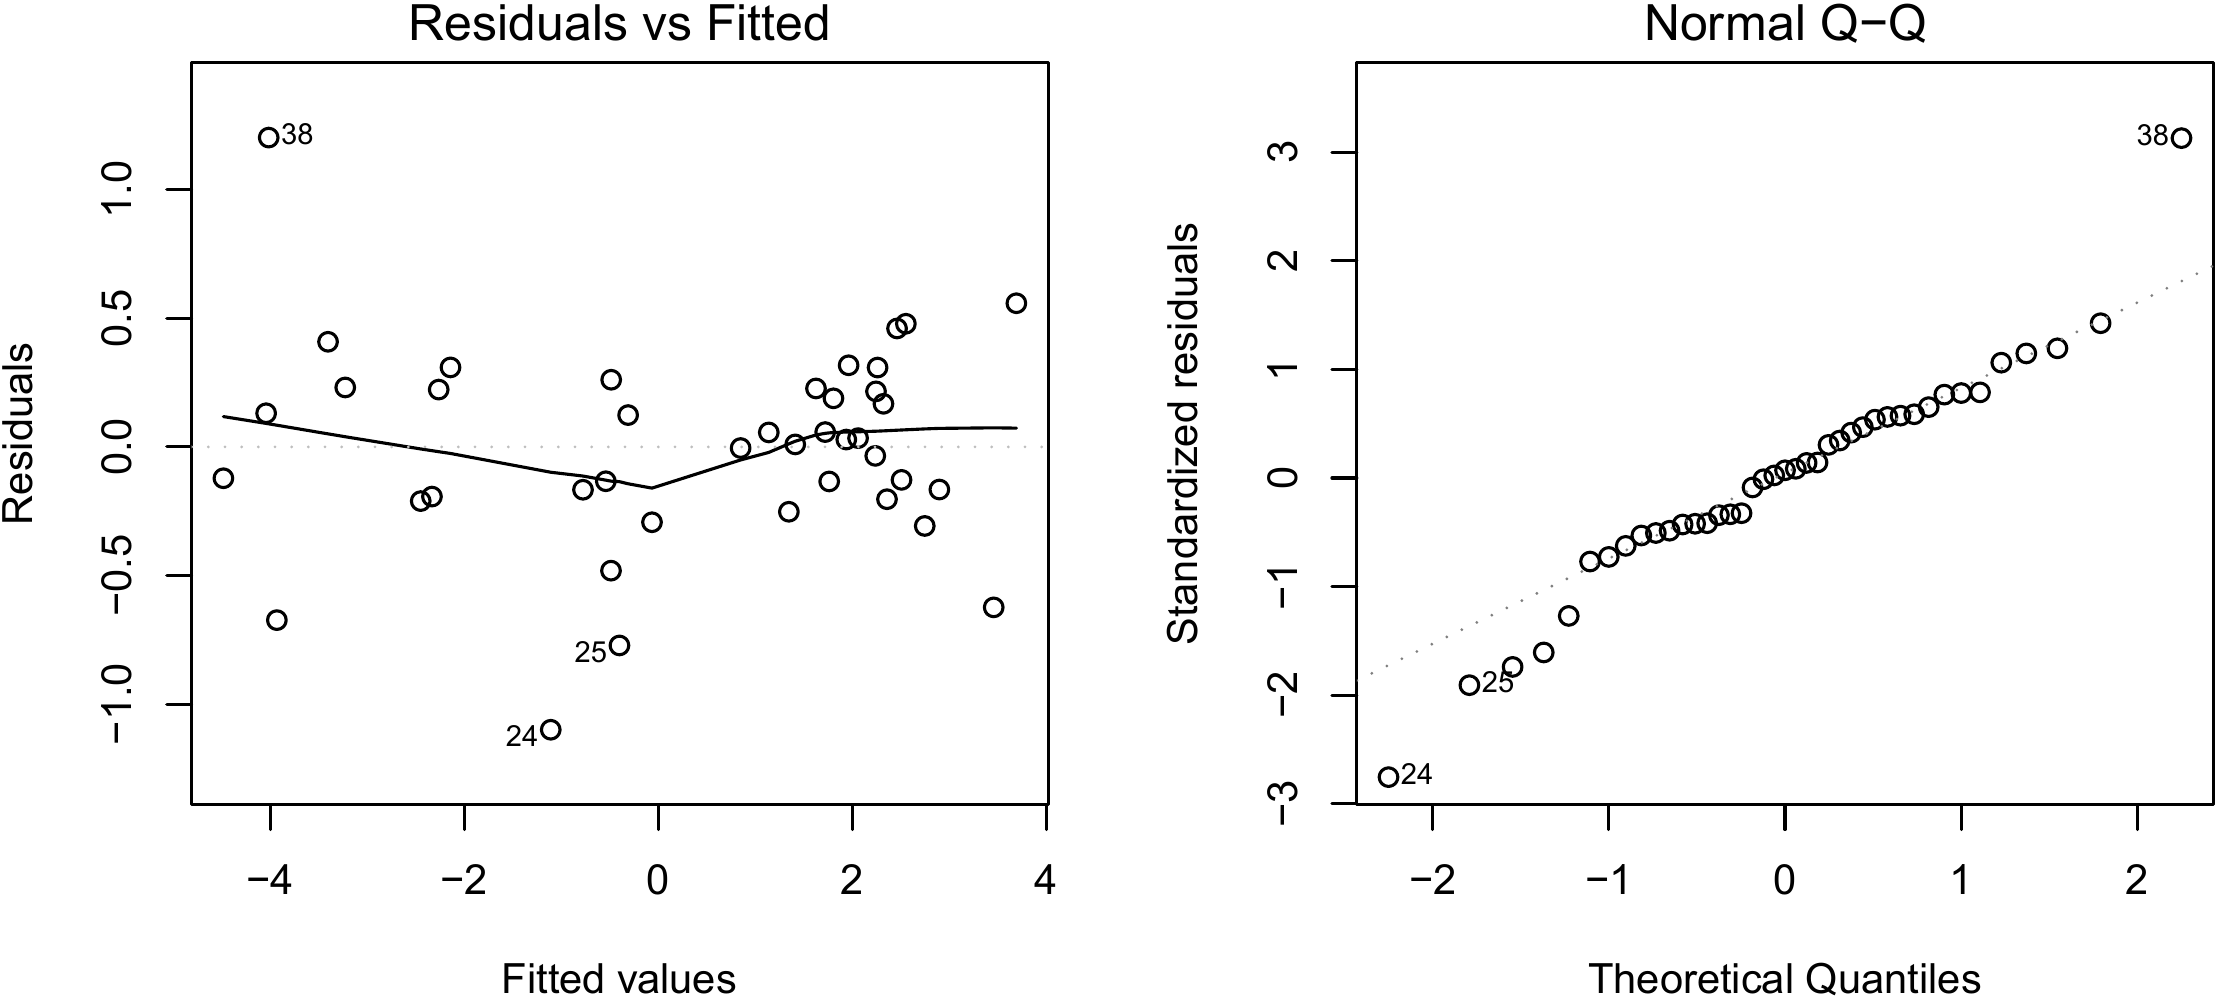 Residuals vs Fitted
Residuals
1.0
0.5
0.0
−0.5
−1.0
38
25
24
−4 −2 0 2 4
Fitted values
Normal Q−Q
Standardized residuals
3
2
1
0
−1
−2
−3
38
25
24
−2 −1 0 1 2
Theoretical Quantiles